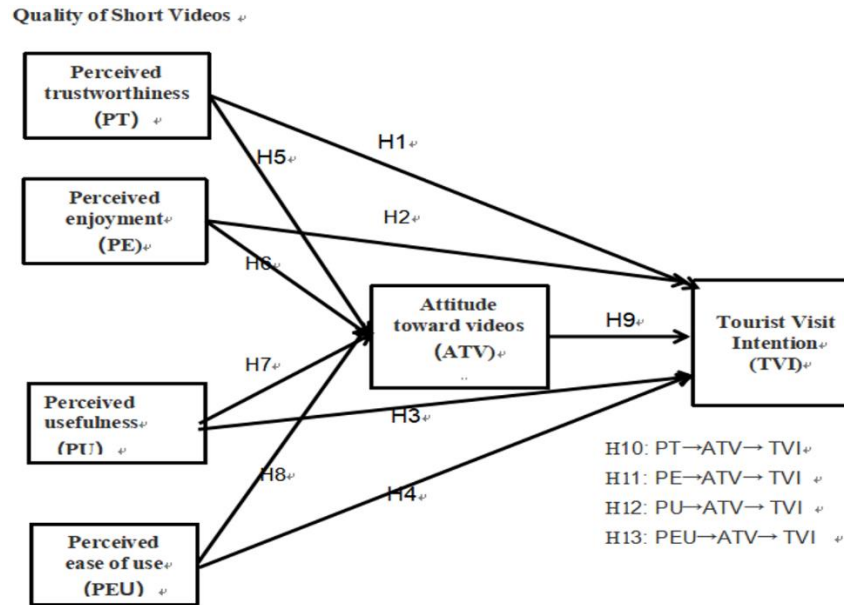 Quality of Short Videos
Perceived
trustworthiness
(PT)
H1
H5
Perceived
enjoyment
(PE)
H2
H6
Attitude
toward videos
(ATV)
..
H9
Tourist Visit
Intention
(TVI)
H7
Perceived
usefulness
(PU)
H3
H8
H4
H10: PT→ATV→ TVI
H11: PE→ATV→ TVI
H12: PU→ATV→ TVI
H13: PEU→ATV→ TVI
Perceived
ease of use
(PEU)